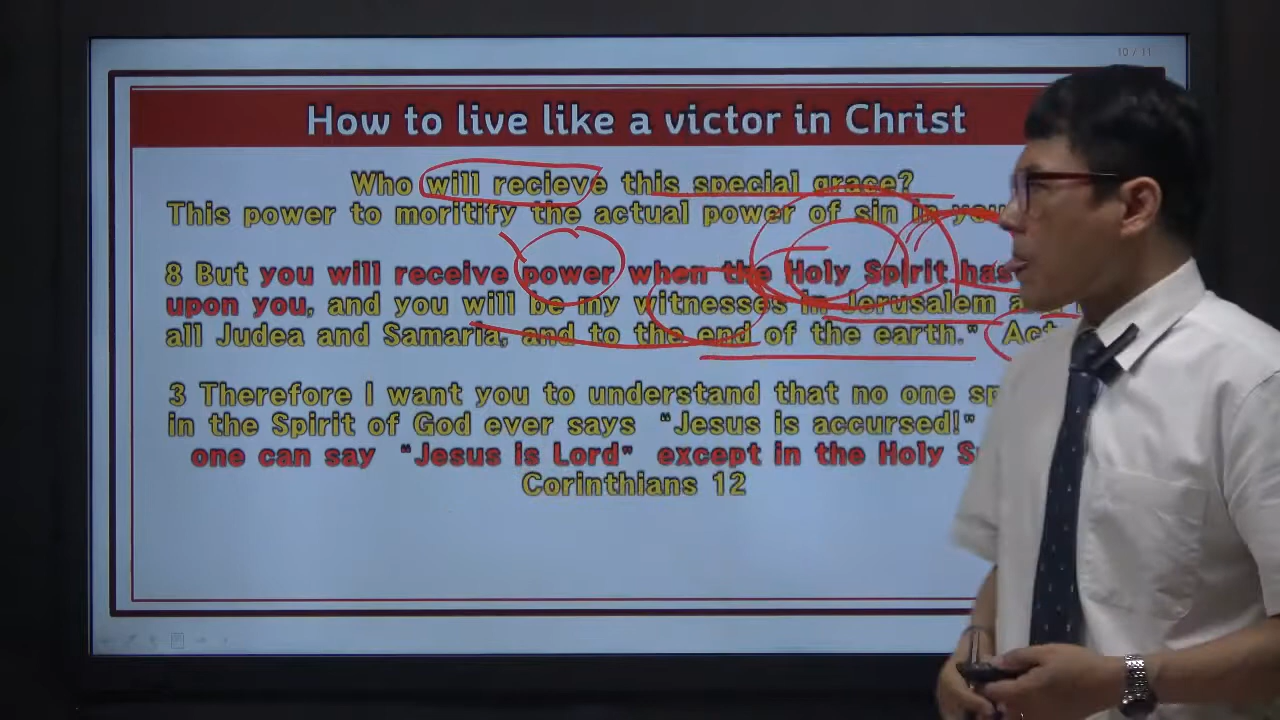 10 / 11
How to live like a victor in Christ
Who will recieve this special grase?
This power to moritify the actual power of sin in
8 But you will receive power when the Holy Spirit has
upon you, and you will be my witnesses in Jerusalem
all Judea and Samaria, and to the end of the earth.”
3 Therefore I want you to understand that no one
in the Spirit of God ever says “Jesus is accursed!”
one can say “Jesus is Lord” except in the Holy
Corinthians 12